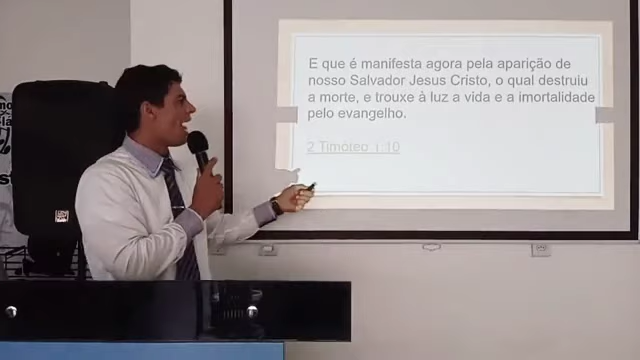 E que é manifesta agora pela aparição de
nosso Salvador Jesus Cristo, o qual destruiu
a morte, e trouxe à luz a vida e a imortalidade
pelo evangelho.
2 Timóteo 1:10